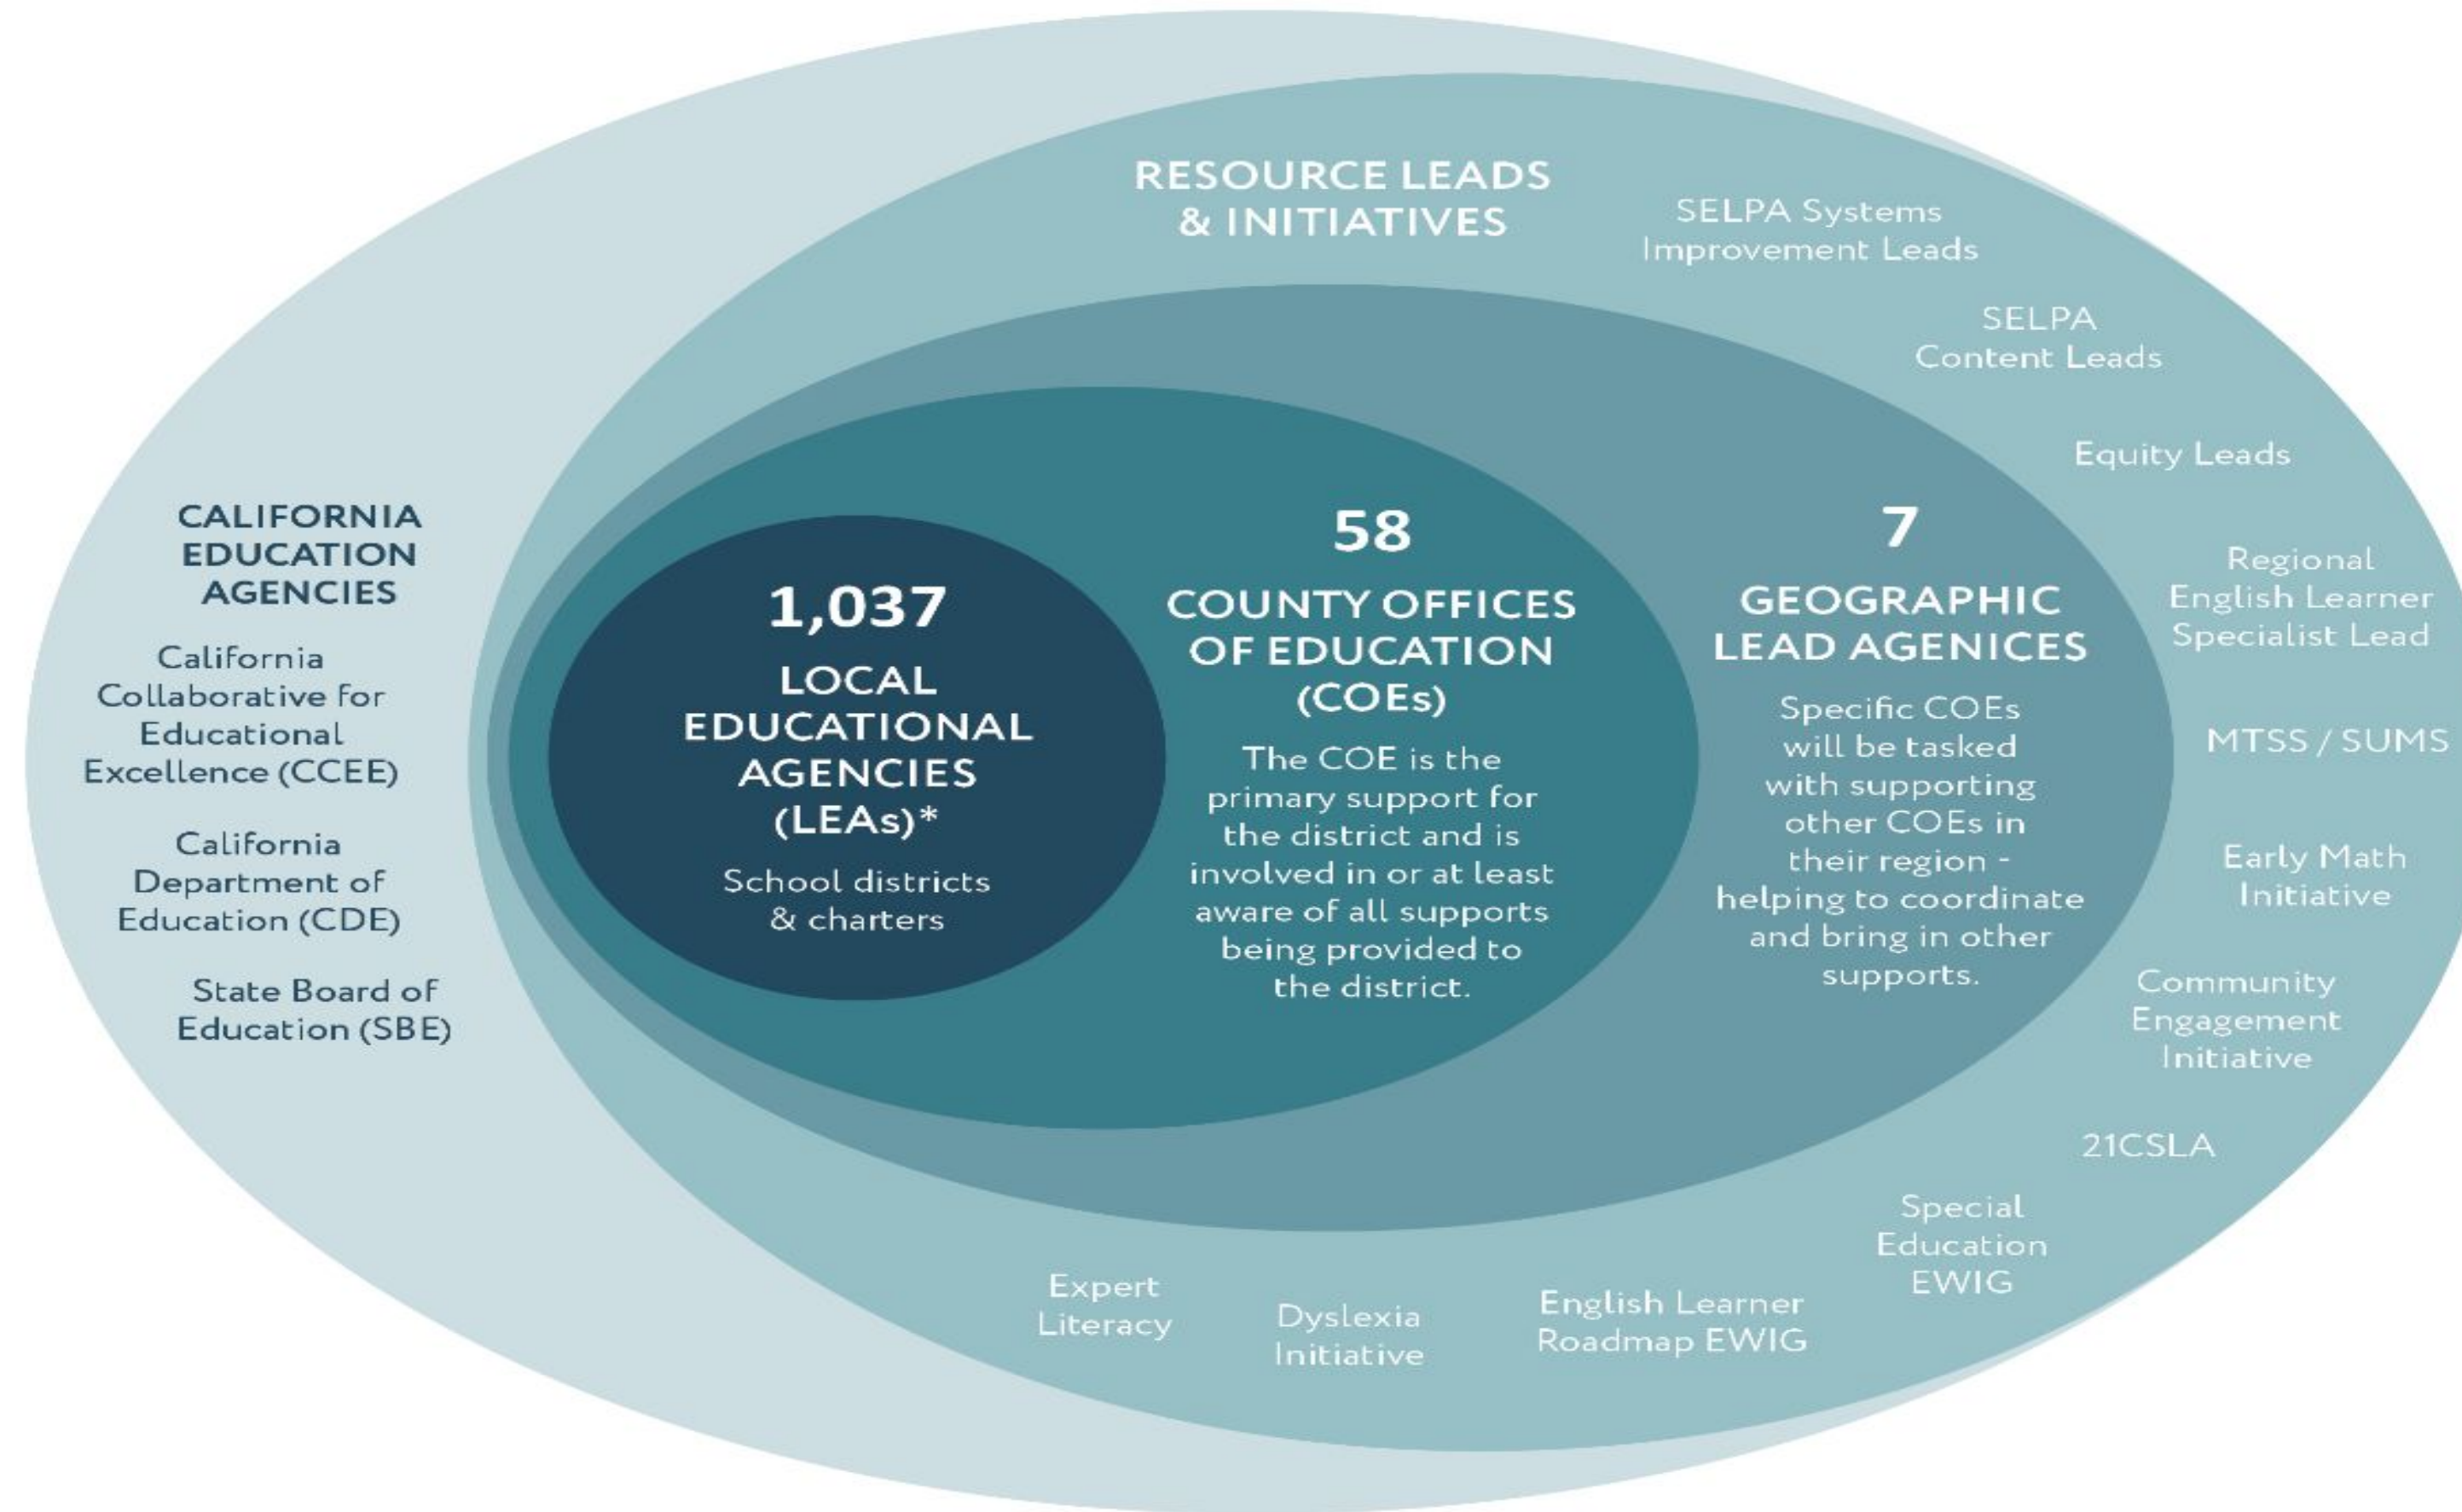 RESOURCE LEADS
& INITIATIVES
SELPA Systems
Improvement Leads
SELPA
Content Leads
Equity Leads
Regional
English Learner
Specialist Lead
MTSS / SUMS
Early Math
Initiative
Community
Engagement
Initiative
21CSLA
Special
Education
EWIG
English Learner
Roadmap EWIG
Dyslexia
Initiative
Expert
Literacy
CALIFORNIA
EDUCATION
AGENCIES
California
Collaborative for
Educational
Excellence (CCEE)
California
Department of
Education (CDE)
State Board of
Education (SBE)
1,037
LOCAL
EDUCATIONAL
AGENCIES
(LEAs)*
School districts
& charters
58
COUNTY OFFICES
OF EDUCATION
(COEs)
The COE is the
primary support for
the district and is
involved in or at least
aware of all supports
being provided to
the district.
7
GEOGRAPHIC
LEAD AGENICES
Specific COEs
will be tasked
with supporting
other COEs in
their region -
helping to coordinate
and bring in other
supports.